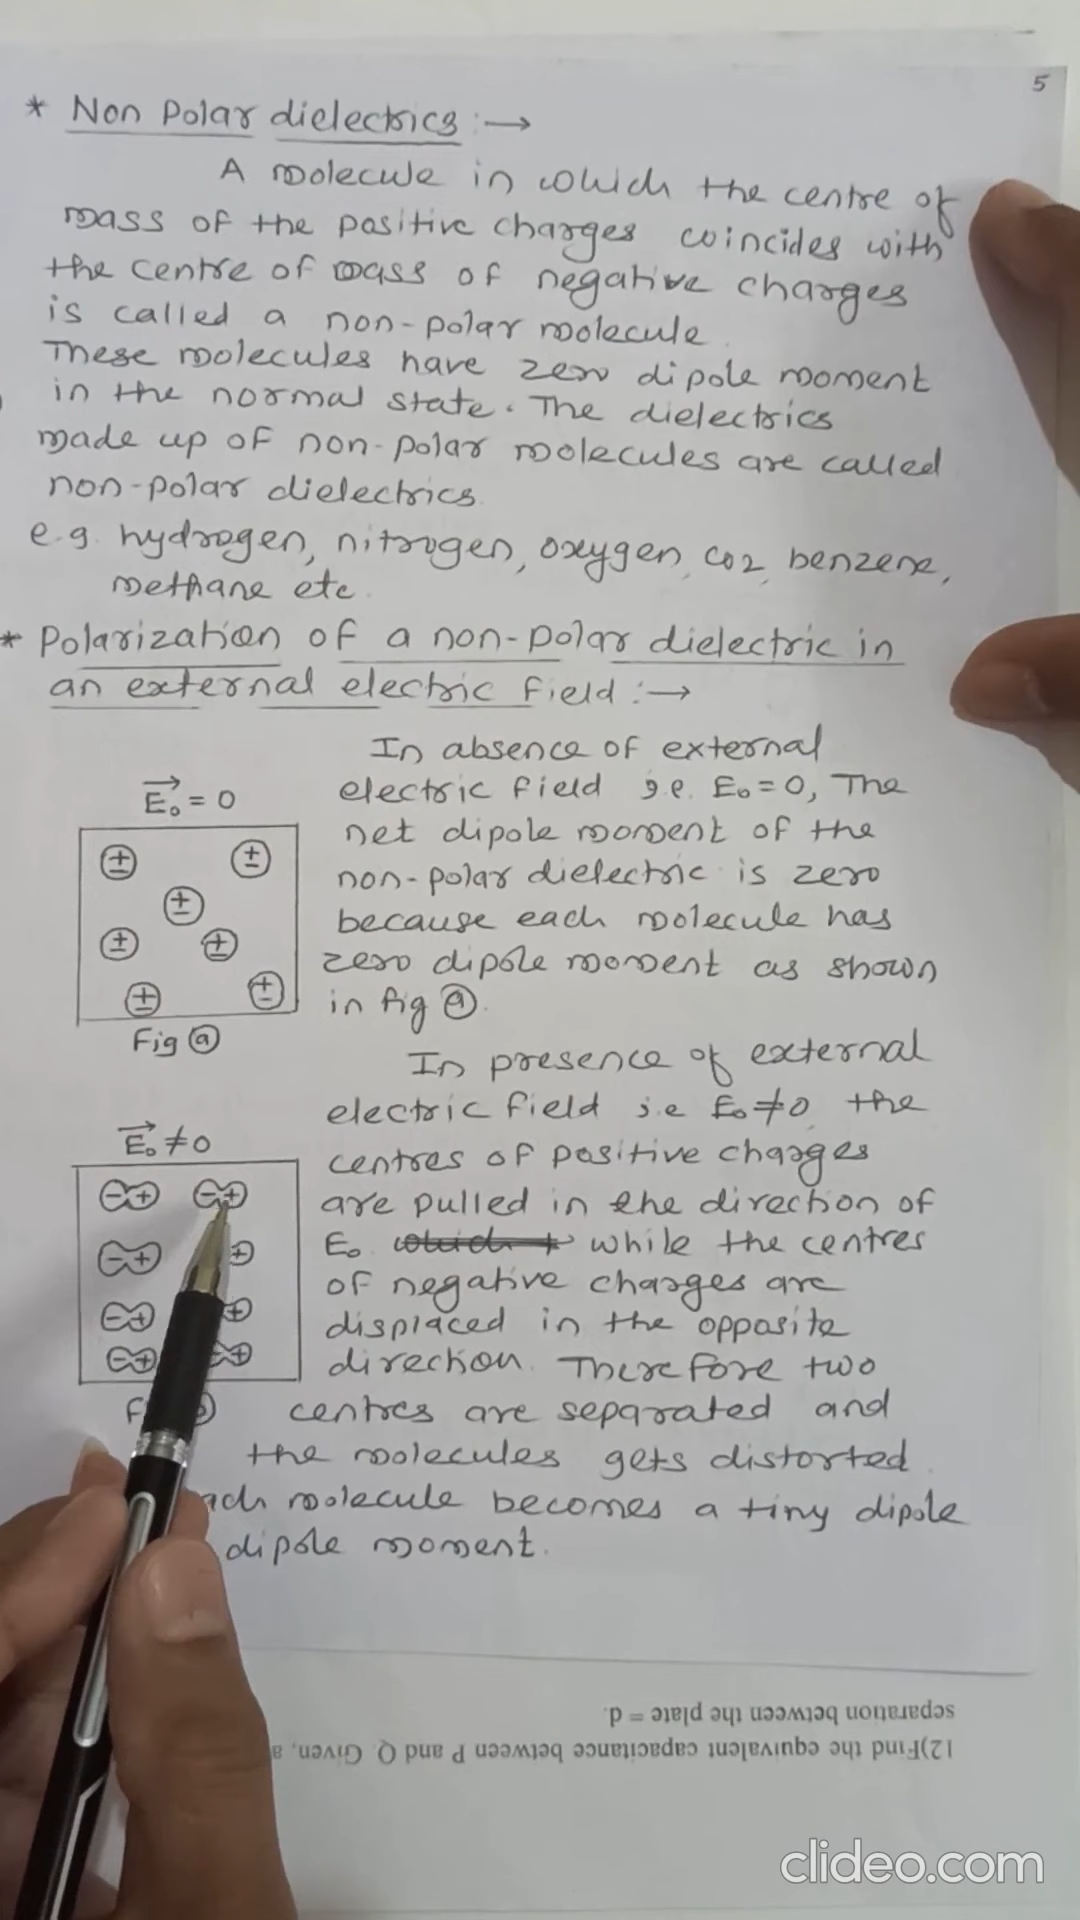 5
* Non Polar dielectrics :→
A molecule in which the centre of
mass of the positive charges coincides with
the centre of mass of negative charges
is called a non-polar molecule.
These molecules have zero dipole moment
in the normal state. The dielectrics
made up of non-polar molecules are called
non-polar dielectrics.
e.g. hydrogen, nitrogen, oxygen, co2, benzene,
methane etc.
* Polarization of a non-polar dielectric in
an external electric field :→
In absence of external
electric field i.e. E₀ = 0, The
net dipole moment of the
non-polar dielectric is zero
because each molecule has
zero dipole moment as shown
in fig ⓐ.
E₀ = 0
Fig ⓐ
In presence of external
electric field i.e E₀ ≠ 0 the
centres of positive charges
are pulled in the direction of
E₀ while the centres
of negative charges are
displaced in the opposite
direction. Therefore two
centres are separated and
the molecules gets distorted.
molecule becomes a tiny dipole
dipole moment.
E₀ ≠ 0
12)Find the equivalent capacitance between P and Q. Given, a
separation between the plate = d.
clideo.com